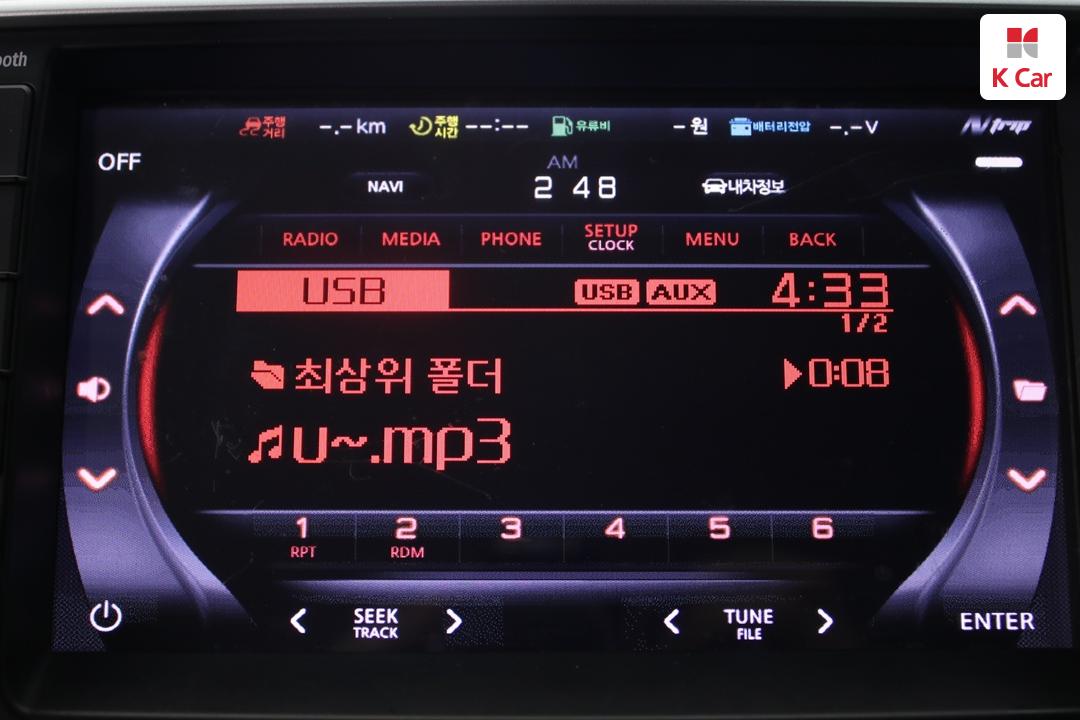 ooth
K Car
주행거리 -.- km 주행시간 --:-- 유류비 - 원 배터리전압 -.- V Ntrip
OFF
AM
NAVI 2 48 내차정보
RADIO MEDIA PHONE SETUP CLOCK MENU BACK
USB USB AUX 4:33
1/2
최상위 폴더 ▶0:08
U~.mp3
1 2 3 4 5 6
RPT RDM
< SEEK TRACK > < TUNE FILE > ENTER